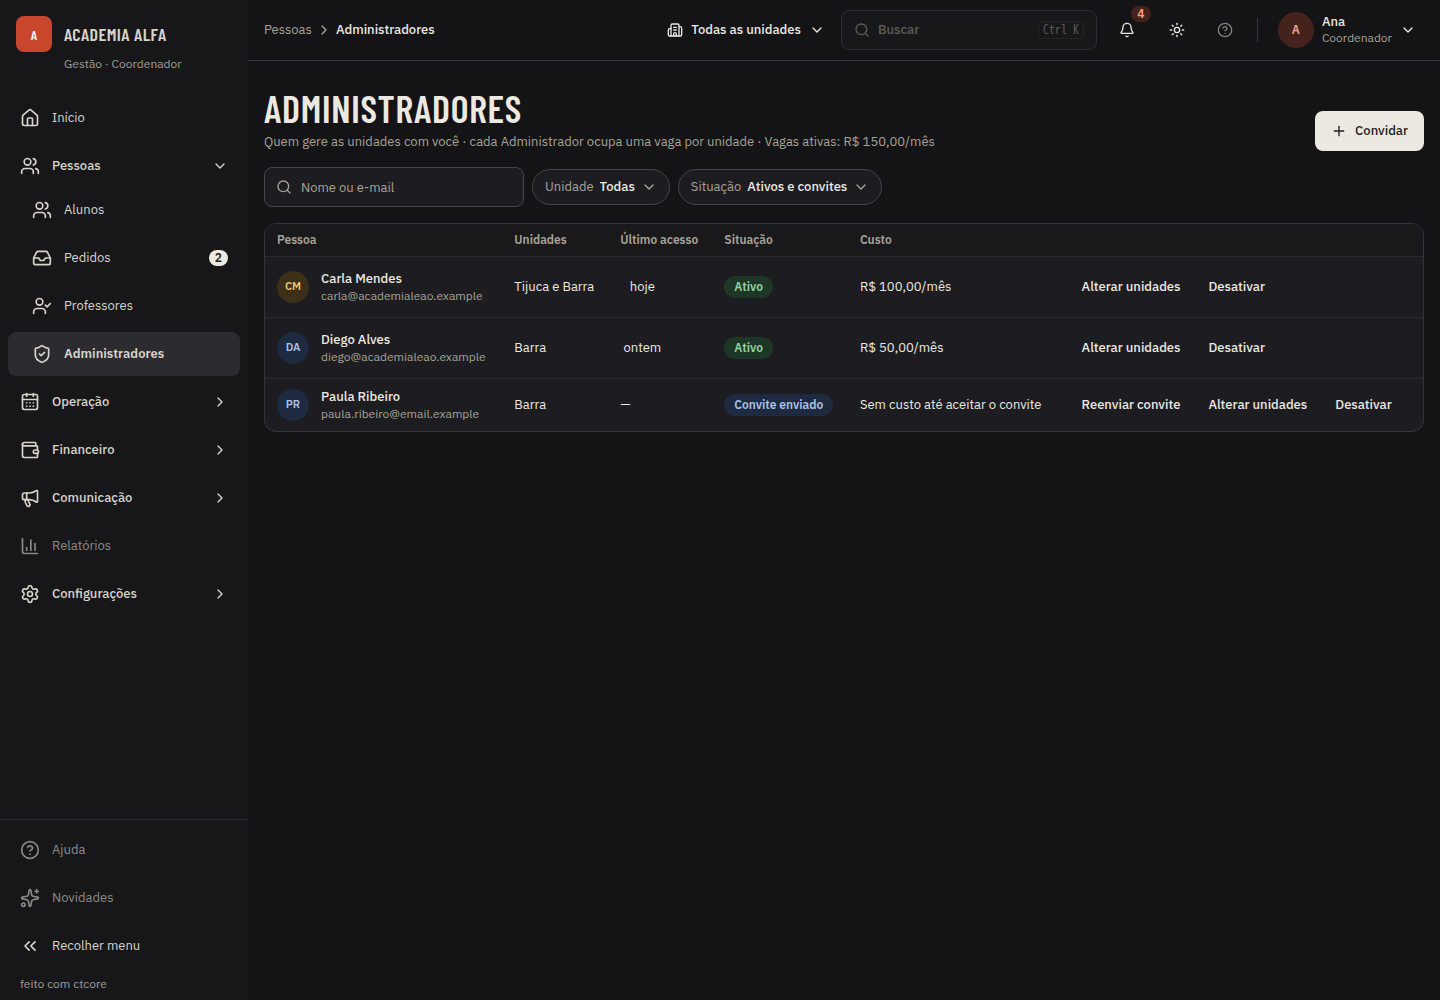 A
ACADEMIA ALFA
Gestão · Coordenador
Início
Pessoas
Alunos
Pedidos 2
Professores
Administradores
Operação
Financeiro
Comunicação
Relatórios
Configurações
Ajuda
Novidades
Recolher menu
feito com ctcore
Pessoas > Administradores
Todas as unidades
Buscar Ctrl K
4
A
Ana
Coordenador
ADMINISTRADORES
Quem gere as unidades com você · cada Administrador ocupa uma vaga por unidade · Vagas ativas: R$ 150,00/mês
+ Convidar
Nome ou e-mail
Unidade Todas
Situação Ativos e convites
Pessoa Unidades Último acesso Situação Custo
CM Carla Mendes
carla@academialeao.example
Tijuca e Barra hoje Ativo R$ 100,00/mês Alterar unidades Desativar
DA Diego Alves
diego@academialeao.example
Barra ontem Ativo R$ 50,00/mês Alterar unidades Desativar
PR Paula Ribeiro
paula.ribeiro@email.example
Barra — Convite enviado Sem custo até aceitar o convite Reenviar convite Alterar unidades Desativar